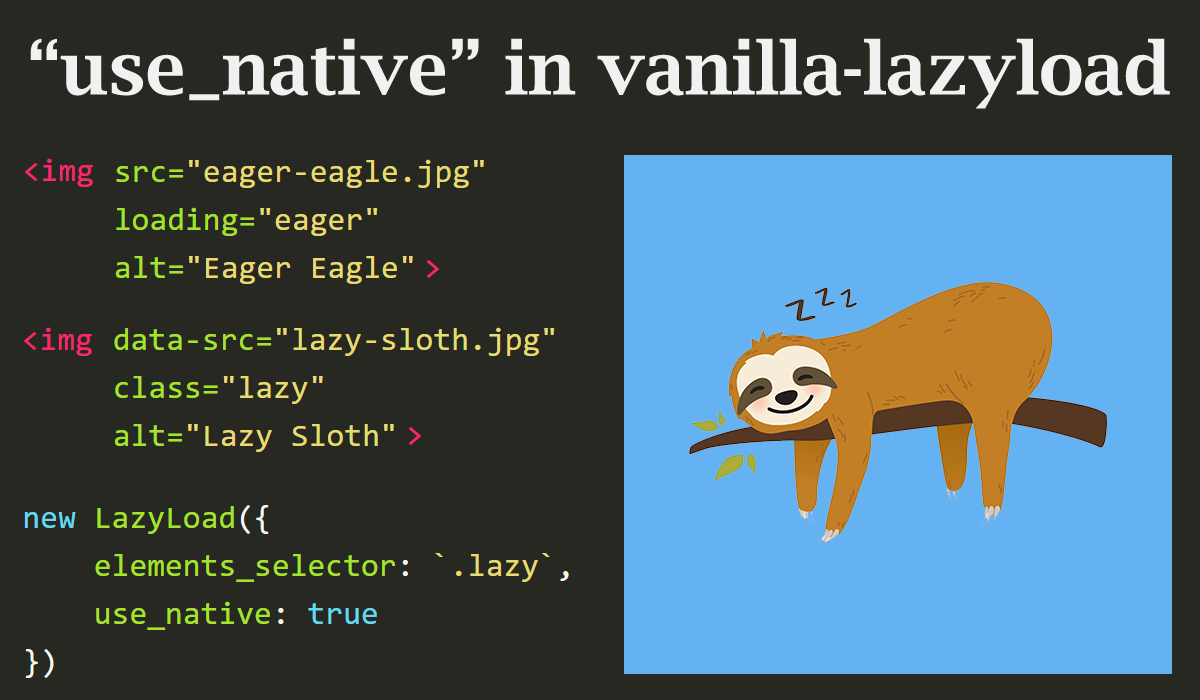 “use_native” in vanilla-lazyload
<img src="eager-eagle.jpg"
loading="eager"
alt="Eager Eagle">
<img data-src="lazy-sloth.jpg"
class="lazy"
alt="Lazy Sloth">
new LazyLoad({
elements_selector: `.lazy`,
use_native: true
})
z z z